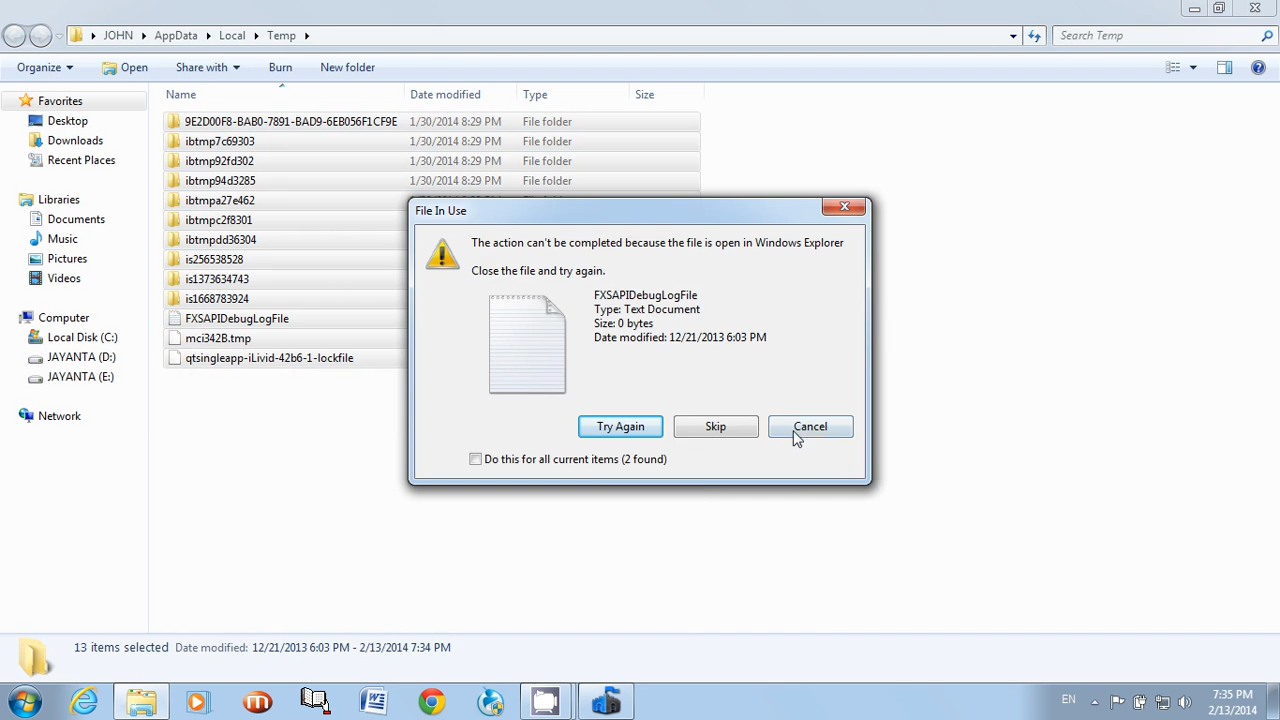 JOHN AppData Local Temp
Search Temp
Organize Open Share with Burn New folder
Name Date modified Type Size
Favorites
Desktop
Downloads
Recent Places
Libraries
Documents
Music
Pictures
Videos
Computer
Local Disk (C:)
JAYANTA (D:)
JAYANTA (E:)
Network
9E2D00F8-BAB0-7891-BAD9-6EB056F1CF9E 1/30/2014 8:29 PM File folder
ibtmp7c69303 1/30/2014 8:29 PM File folder
ibtmp92fd302 1/30/2014 8:29 PM File folder
ibtmp94d3285 1/30/2014 8:29 PM File folder
ibtmpa27e462
ibtmpc2f8301
ibtmpdd36304
is256538528
is1373634743
is1668783924
FXSAPIDebugLogFile
mci342B.tmp
qtsingleapp-iLivid-42b6-1-lockfile
File In Use
The action can't be completed because the file is open in Windows Explorer
Close the file and try again.
FXSAPIDebugLogFile
Type: Text Document
Size: 0 bytes
Date modified: 12/21/2013 6:03 PM
Try Again Skip Cancel
Do this for all current items (2 found)
13 items selected Date modified: 12/21/2013 6:03 PM - 2/13/2014 7:34 PM
EN
7:35 PM
2/13/2014